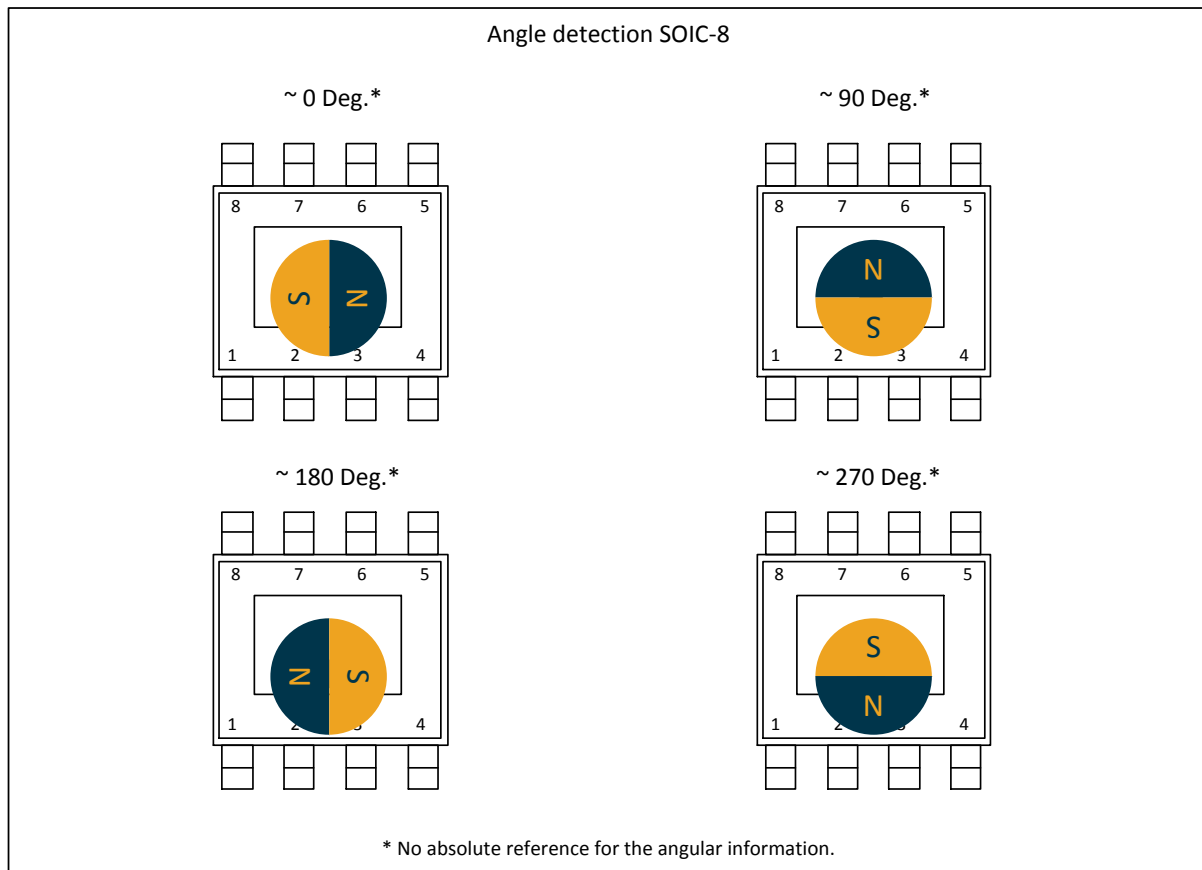 Angle detection SOIC-8
~ 0 Deg.*
~ 90 Deg.*
8 7 6 5
8 7 6 5
S N
N
S
1 2 3 4
1 2 3 4
~ 180 Deg.*
~ 270 Deg.*
8 7 6 5
8 7 6 5
N S
S
N
1 2 3 4
1 2 3 4
* No absolute reference for the angular information.